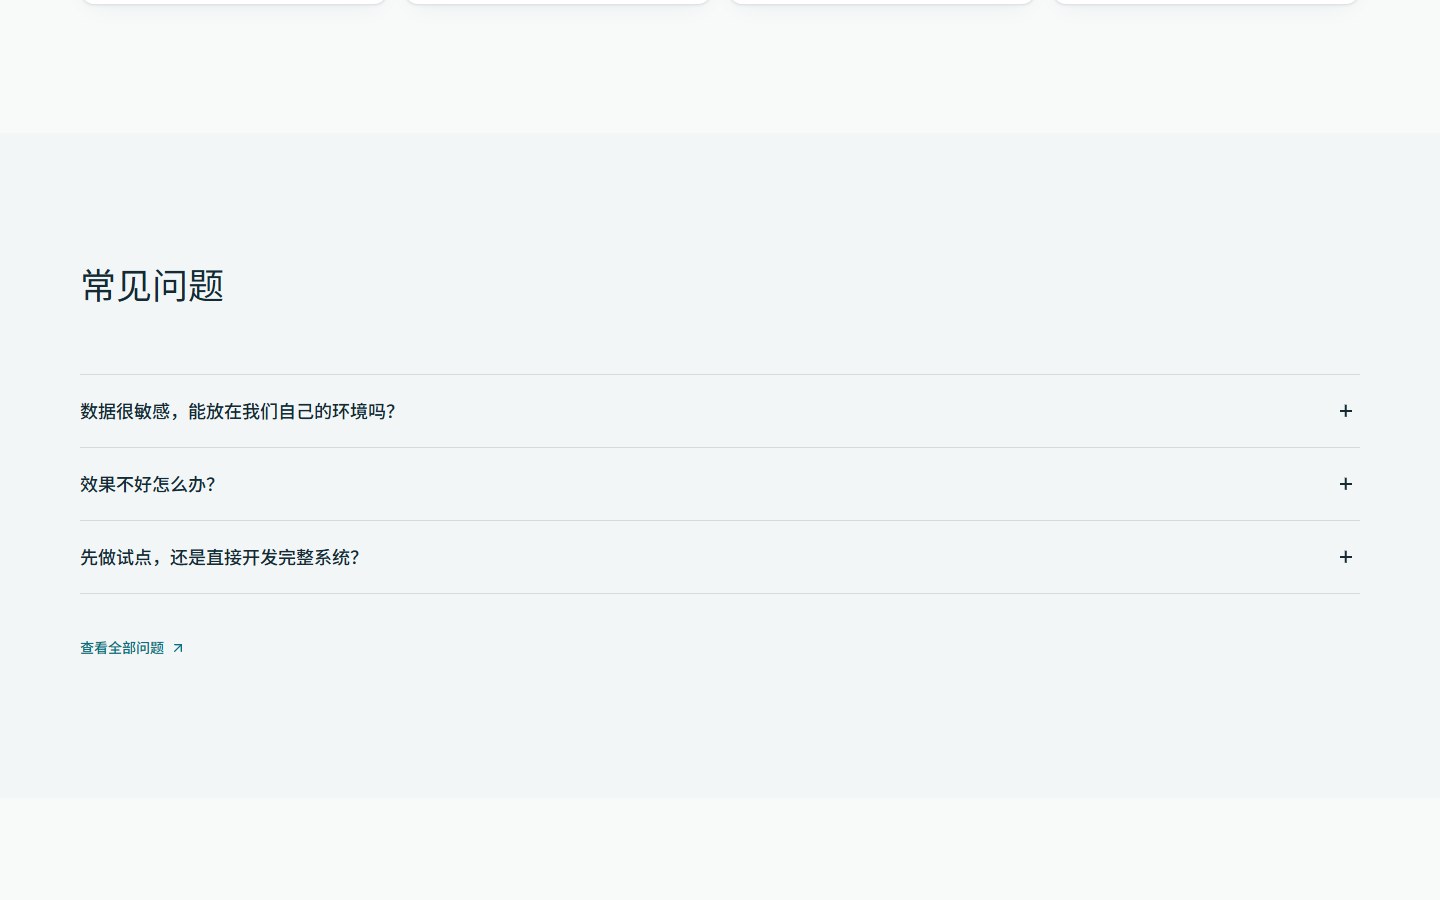 常见问题
数据很敏感，能放在我们自己的环境吗？
效果不好怎么办？
先做试点，还是直接开发完整系统？
查看全部问题